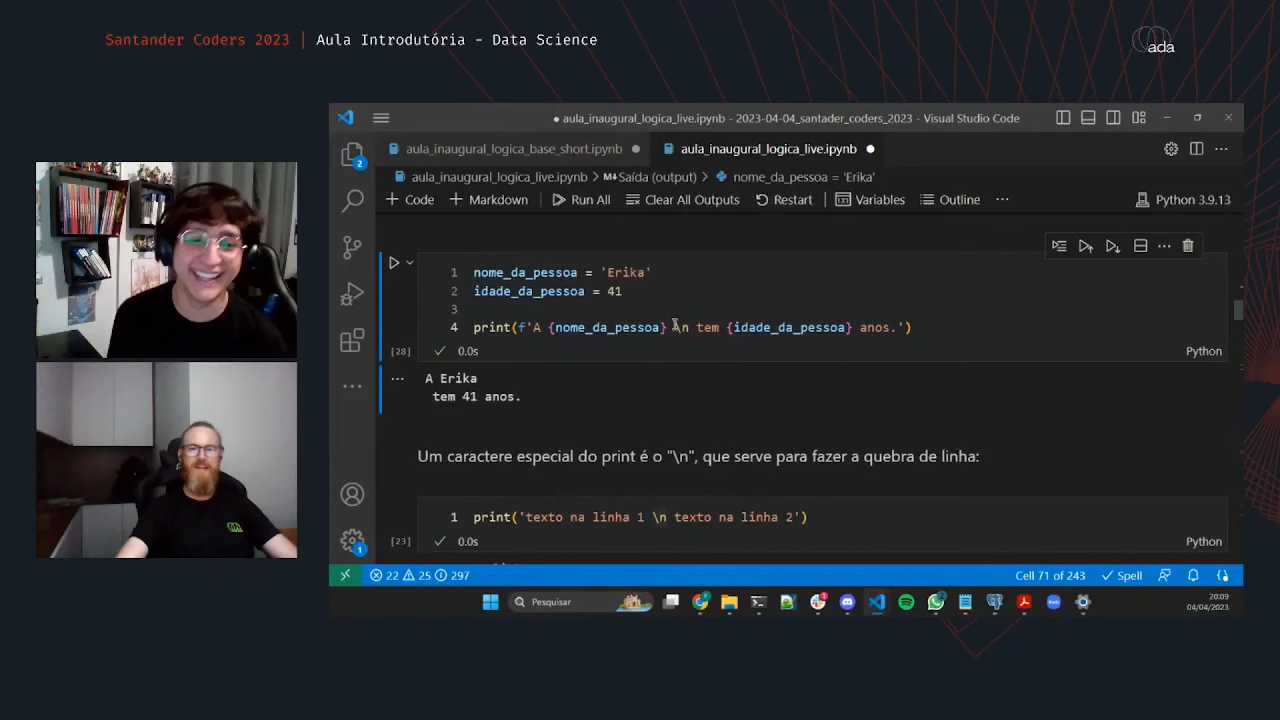 Santander Coders 2023 | Aula Introdutória - Data Science
ada
● aula_inaugural_logica_live.ipynb - 2023-04-04_santader_coders_2023 - Visual Studio Code
aula_inaugural_logica_base_short.ipynb ●
aula_inaugural_logica_live.ipynb ●
aula_inaugural_logica_live.ipynb > M↓Saída (output) > nome_da_pessoa = 'Erika'
+ Code + Markdown Run All Clear All Outputs Restart Variables Outline ··· Python 3.9.13
2
1 nome_da_pessoa = 'Erika'
2 idade_da_pessoa = 41
3
4 print(f'A {nome_da_pessoa} \n tem {idade_da_pessoa} anos.')
[28] 0.0s Python
··· A Erika
tem 41 anos.
Um caractere especial do print é o "\n", que serve para fazer a quebra de linha:
1 print('texto na linha 1 \n texto na linha 2')
[23] 0.0s Python
1
22 25 297 Cell 71 of 243 Spell
Pesquisar
20:09
04/04/2023